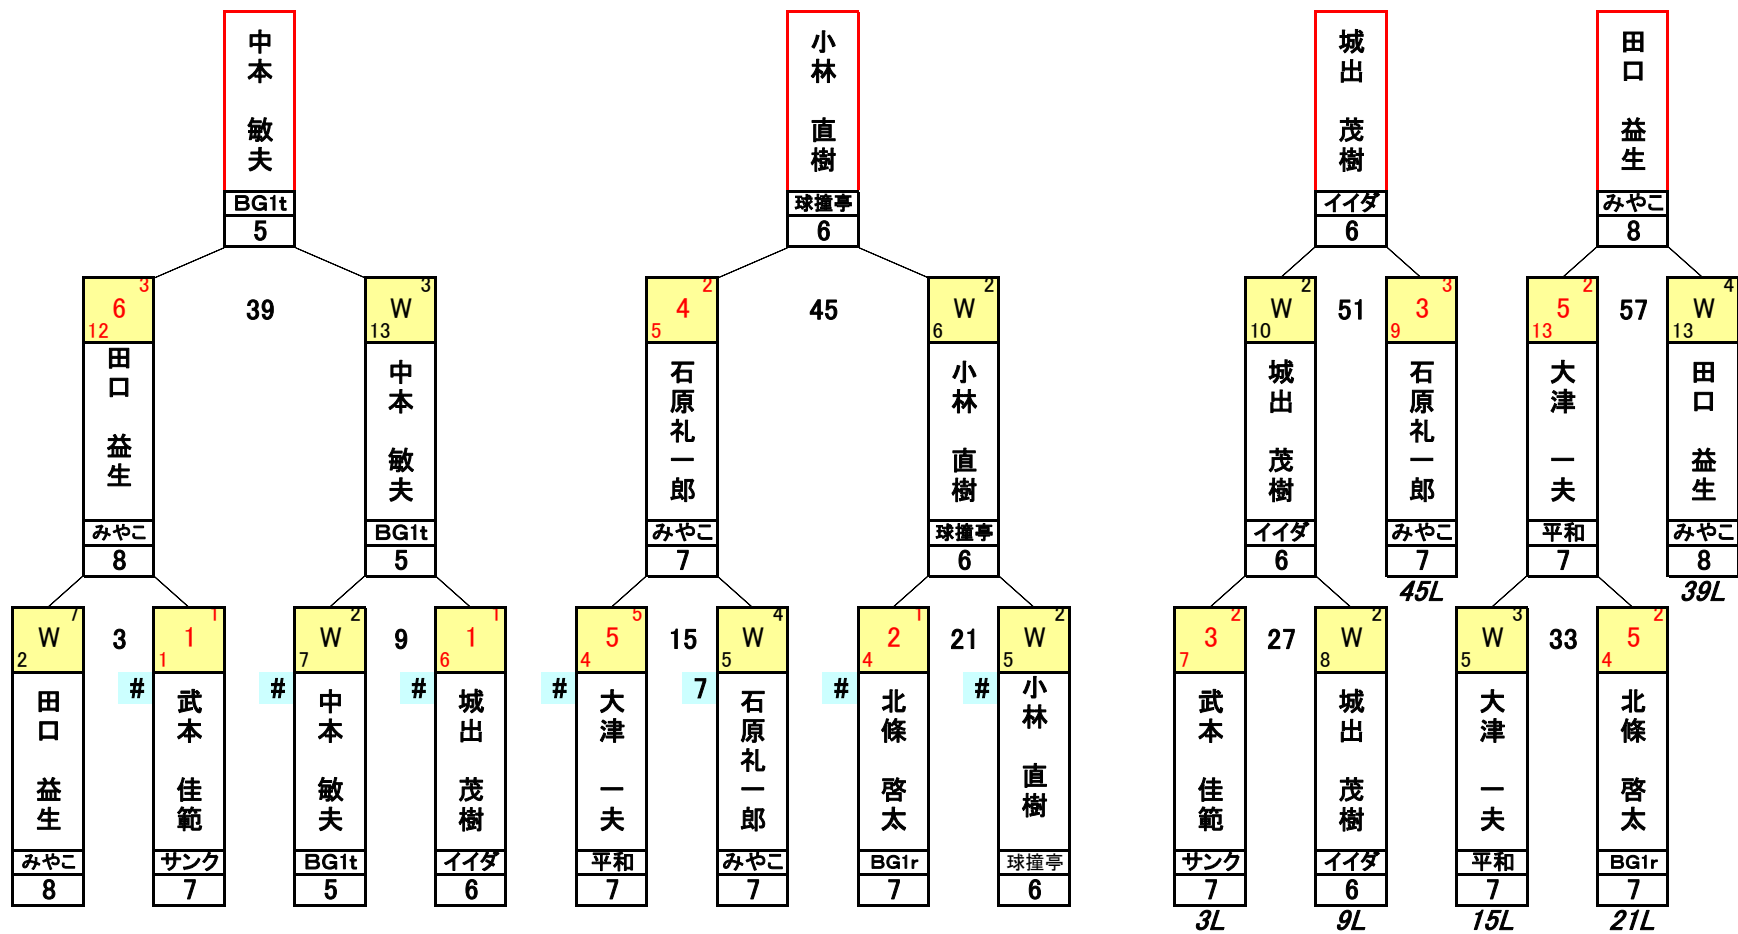 中本 敏夫
BG1t
5
小林 直樹
球撞亭
6
城出 茂樹
イイダ
6
田口 益生
みやこ
8
3
6
12
田口 益生
みやこ
8
39
3
W
13
中本 敏夫
BG1t
5
2
4
5
石原礼一郎
みやこ
7
45
2
W
6
小林 直樹
球撞亭
6
2
W
10
城出 茂樹
イイダ
6
51
3
3
9
石原礼一郎
みやこ
7
45L
2
5
13
大津 一夫
平和
7
57
4
W
13
田口 益生
みやこ
8
39L
7
W
2
田口 益生
みやこ
8
3
#
1
1
1
武本 佳範
サンク
7
#
2
W
7
中本 敏夫
BG1t
5
9
#
1
1
6
城出 茂樹
イイダ
6
#
5
5
4
大津 一夫
平和
7
15
7
4
W
5
石原礼一郎
みやこ
7
#
1
2
4
北條 啓太
BG1r
7
21
#
2
W
5
小林 直樹
球撞亭
6
2
3
7
武本 佳範
サンク
7
3L
27
2
W
8
城出 茂樹
イイダ
6
9L
3
W
5
大津 一夫
平和
7
15L
33
2
5
4
北條 啓太
BG1r
7
21L